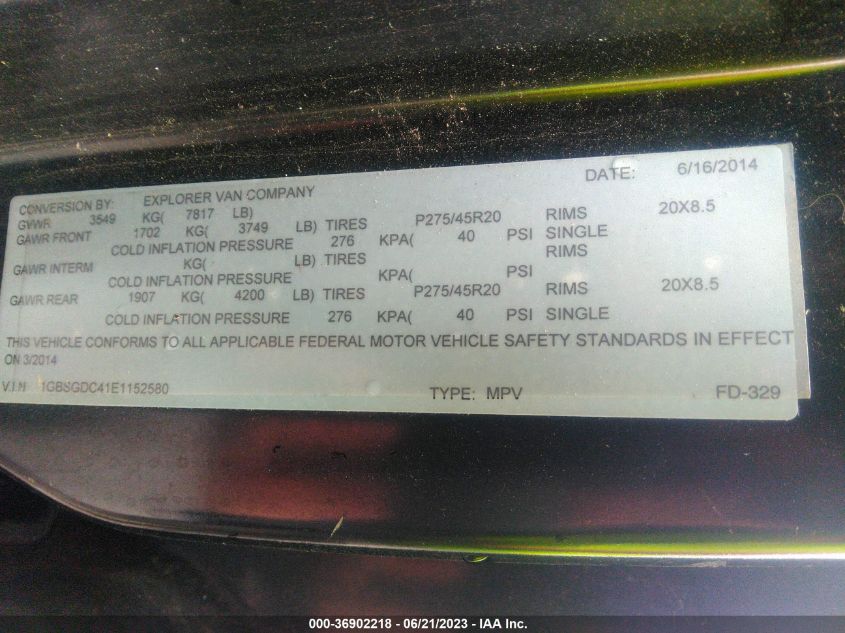 CONVERSION BY: EXPLORER VAN COMPANY DATE: 6/16/2014
GVWR 3549 KG( 7817 LB)
GAWR FRONT 1702 KG( 3749 LB) TIRES P275/45R20 RIMS 20X8.5
COLD INFLATION PRESSURE 276 KPA( 40 PSI SINGLE
GAWR INTERM KG( LB) TIRES RIMS
COLD INFLATION PRESSURE KPA( PSI
GAWR REAR 1907 KG( 4200 LB) TIRES P275/45R20 RIMS 20X8.5
COLD INFLATION PRESSURE 276 KPA( 40 PSI SINGLE
THIS VEHICLE CONFORMS TO ALL APPLICABLE FEDERAL MOTOR VEHICLE SAFETY STANDARDS IN EFFECT
ON 3/2014
V.I.N 1GBSGDC41E1152580 TYPE: MPV FD-329
000-36902218 - 06/21/2023 - IAA Inc.